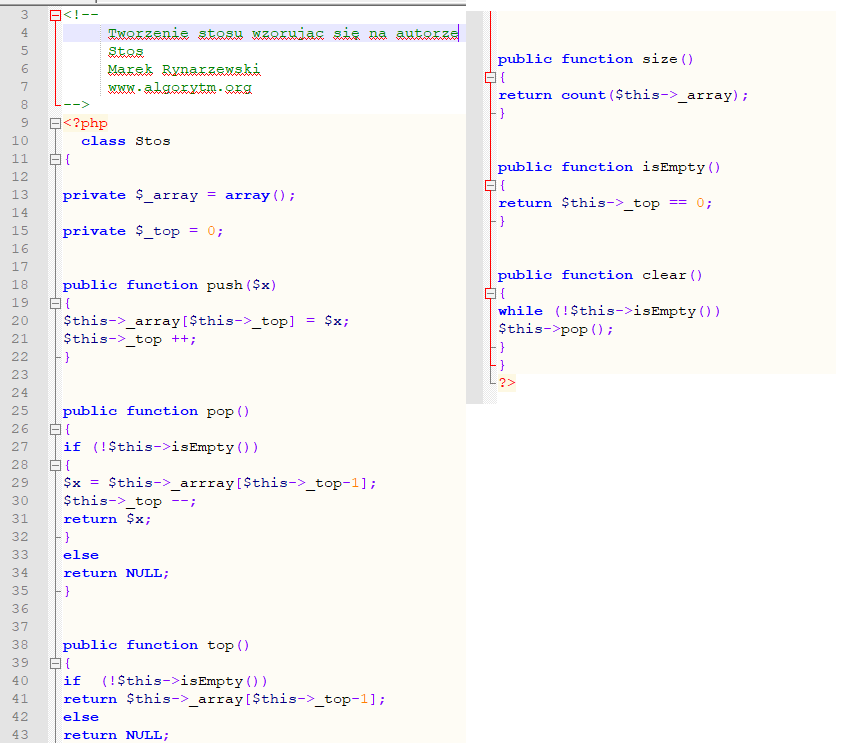 3 <!--
4 Tworzenie stosu wzorując się na autorze
5 Stos
6 Marek Rynarzewski
7 www.algorytm.org
8 -->
9 <?php
10 class Stos
11 {
12
13 private $_array = array();
14
15 private $_top = 0;
16
17
18 public function push($x)
19 {
20 $this->_array[$this->_top] = $x;
21 $this->_top ++;
22 }
23
24
25 public function pop()
26 {
27 if (!$this->isEmpty())
28 {
29 $x = $this->_arrray[$this->_top-1];
30 $this->_top --;
31 return $x;
32 }
33 else
34 return NULL;
35 }
36
37
38 public function top()
39 {
40 if (!$this->isEmpty())
41 return $this->_array[$this->_top-1];
42 else
43 return NULL;
public function size()
{
return count($this->_array);
}
public function isEmpty()
{
return $this->_top == 0;
}
public function clear()
{
while (!$this->isEmpty())
$this->pop();
}
}
?>